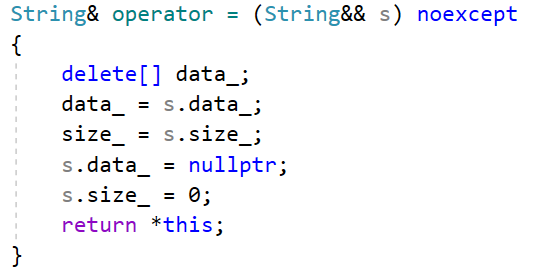 String& operator = (String&& s) noexcept
{
    delete[] data_;
    data_ = s.data_;
    size_ = s.size_;
    s.data_ = nullptr;
    s.size_ = 0;
    return *this;
}